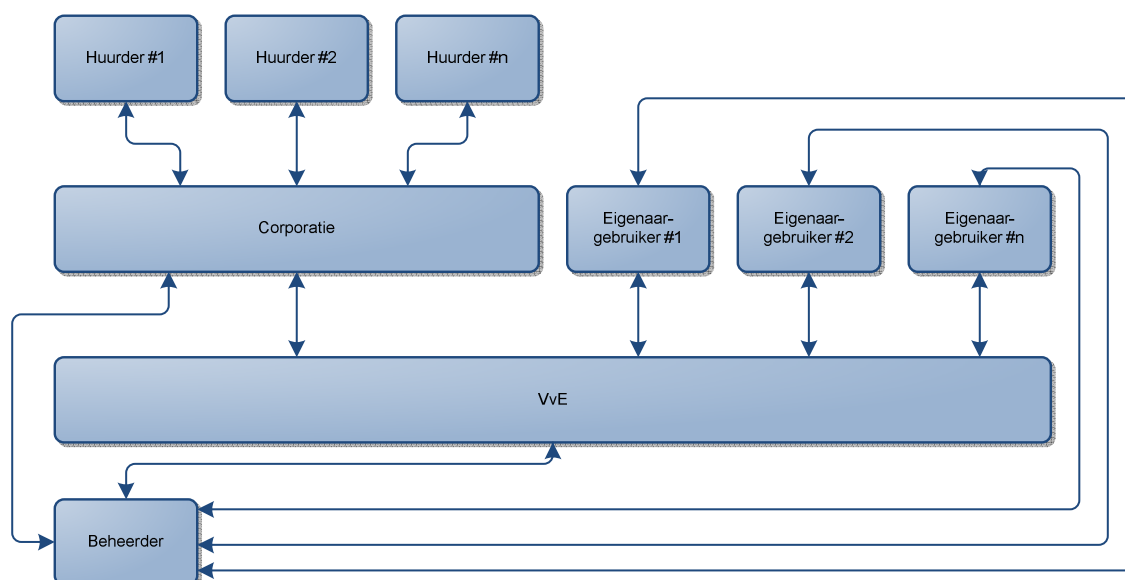 Huurder #1
Huurder #2
Huurder #n
Corporatie
Eigenaar-
gebruiker #1
Eigenaar-
gebruiker #2
Eigenaar-
gebruiker #n
VvE
Beheerder